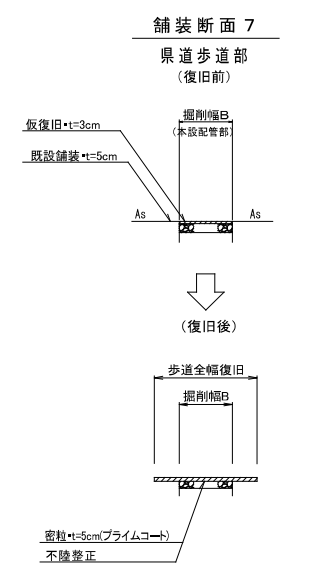 舗装断面7
県道歩道部
(復旧前)
掘削幅B
(本設配管部)
仮復旧・t=3cm
既設舗装・t=5cm
As
As
(復旧後)
歩道全幅復旧
掘削幅B
密粒・t=5cm(プライムコート)
不陸整正